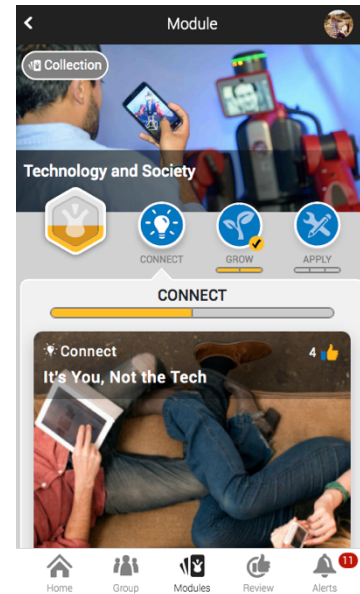 Module
Collection
Technology and Society
CONNECT
GROW
APPLY
CONNECT
Connect
4
It's You, Not the Tech
11
Home
Group
Modules
Review
Alerts